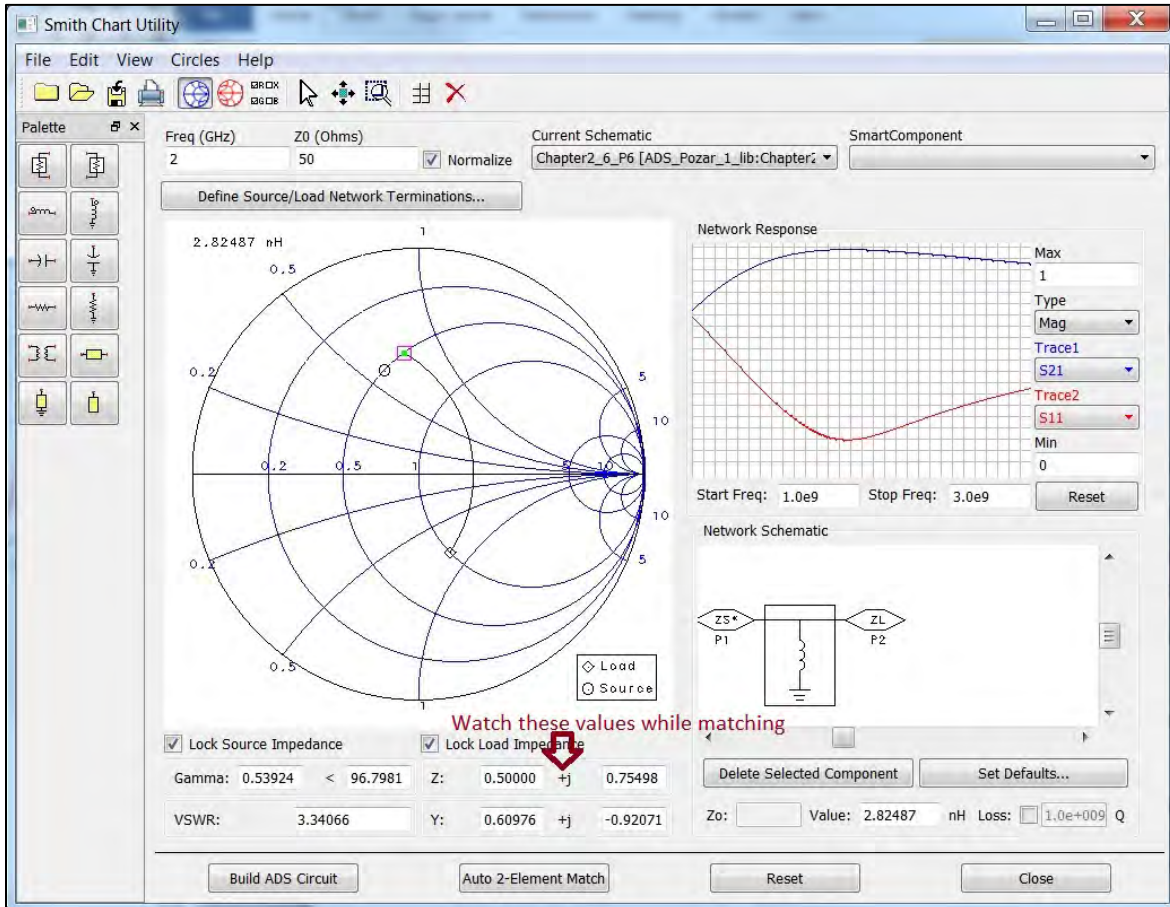 Smith Chart Utility
File Edit View Circles Help
Palette
Freq (GHz) Z0 (Ohms) Current Schematic SmartComponent
2 50 Normalize Chapter2_6_P6 [ADS_Pozar_1_lib:Chapter2
Define Source/Load Network Terminations...
2.82487 nH
1
0.5
0.2
5
10
0.2 0.5 1 5 10
10
5
0.2
0.5
1
Load
Source
Network Response
Max
1
Type
Mag
Trace1
S21
Trace2
S11
Min
0
Start Freq: 1.0e9 Stop Freq: 3.0e9 Reset
Network Schematic
ZS* ZL
P1 P2
Watch these values while matching
Lock Source Impedance Lock Load Impedance
Gamma: 0.53924 < 96.7981 Z: 0.50000 +j 0.75498
VSWR: 3.34066 Y: 0.60976 +j -0.92071
Delete Selected Component Set Defaults...
Zo: Value: 2.82487 nH Loss: 1.0e+009 Q
Build ADS Circuit Auto 2-Element Match Reset Close